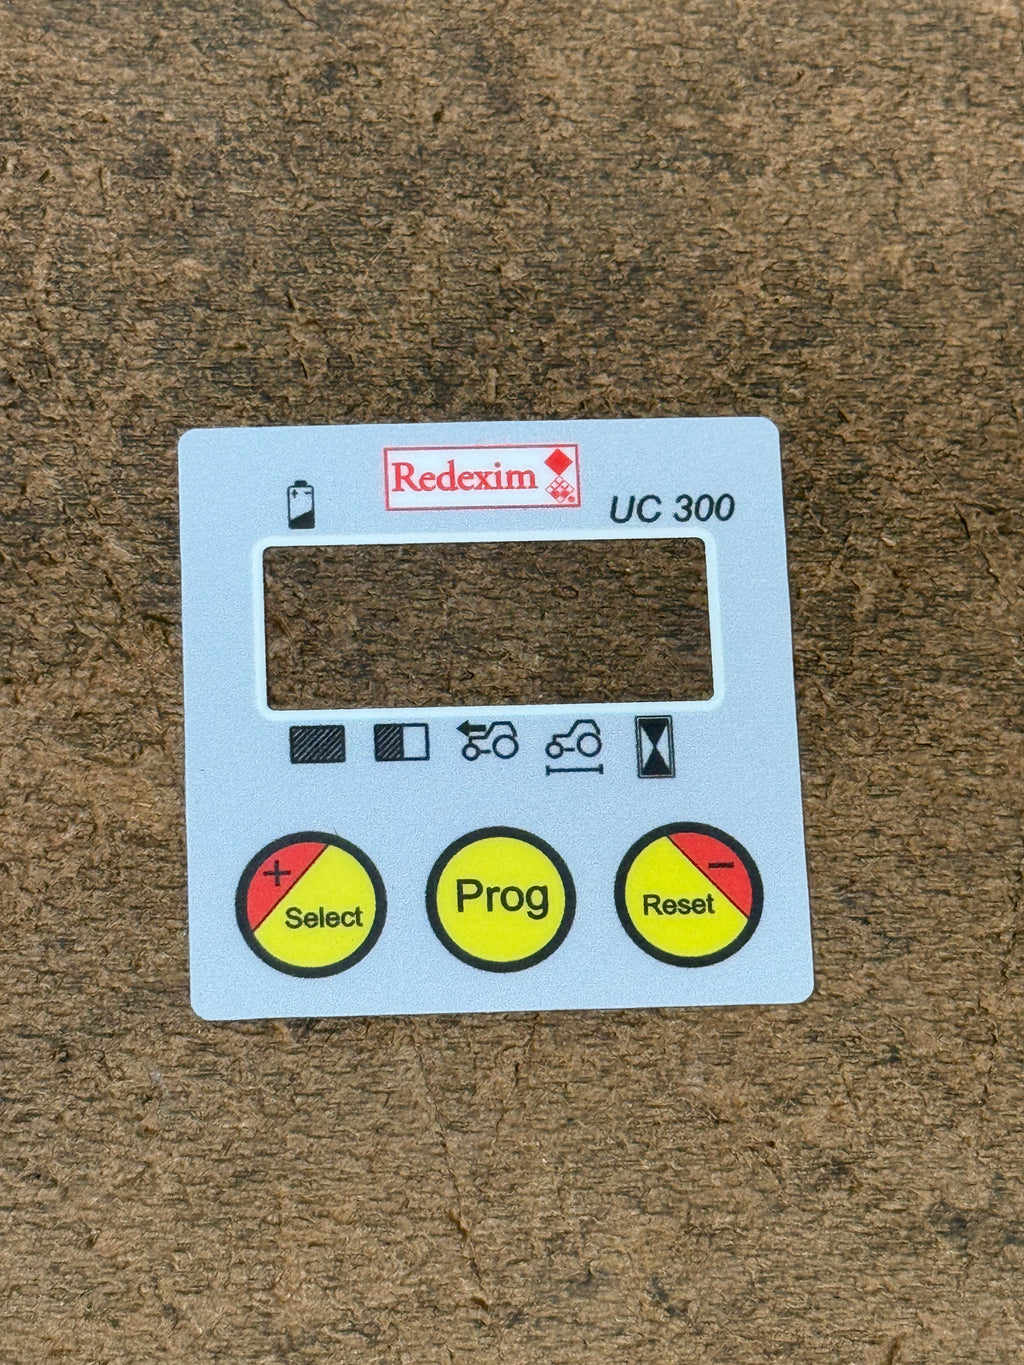 Redexim
UC 300
+
Select
Prog
−
Reset